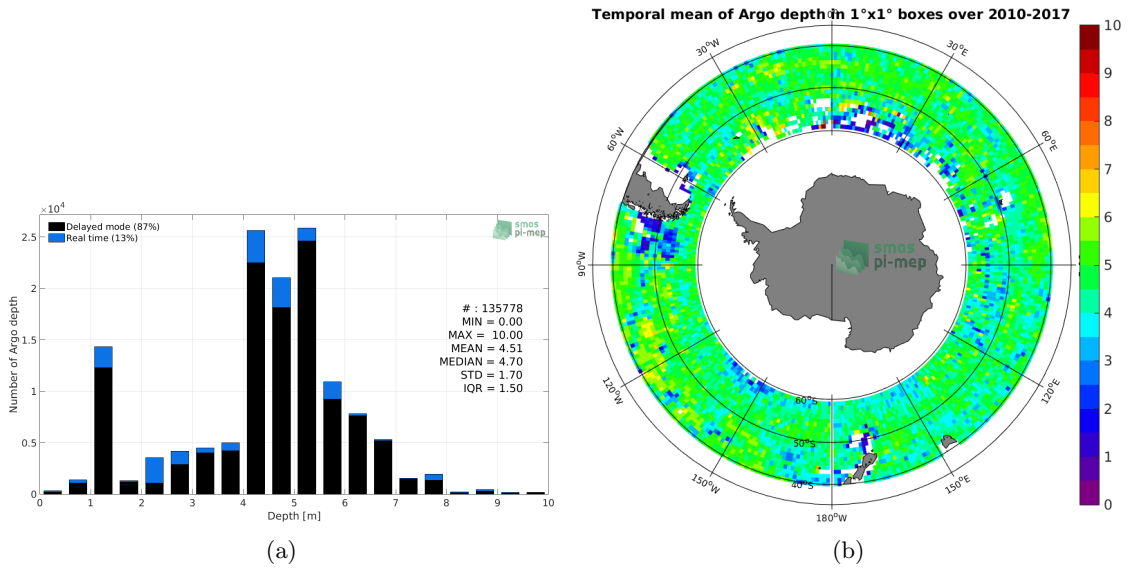 ×10⁴
Delayed mode (87%)
Real time (13%)
smos
pi-mep
# : 135778
MIN = 0.00
MAX = 10.00
MEAN = 4.51
MEDIAN = 4.70
STD = 1.70
IQR = 1.50
Number of Argo depth
2.5
2
1.5
1
0.5
0
0 1 2 3 4 5 6 7 8 9 10
Depth [m]
(a)
Temporal mean of Argo depth in 1°x1° boxes over 2010-2017
0°
30°W
30°E
60°W
60°E
90°W
120°W
120°E
150°W
150°E
180°W
60°S
50°S
40°S
smos
pi-mep
10
9
8
7
6
5
4
3
2
1
0
(b)